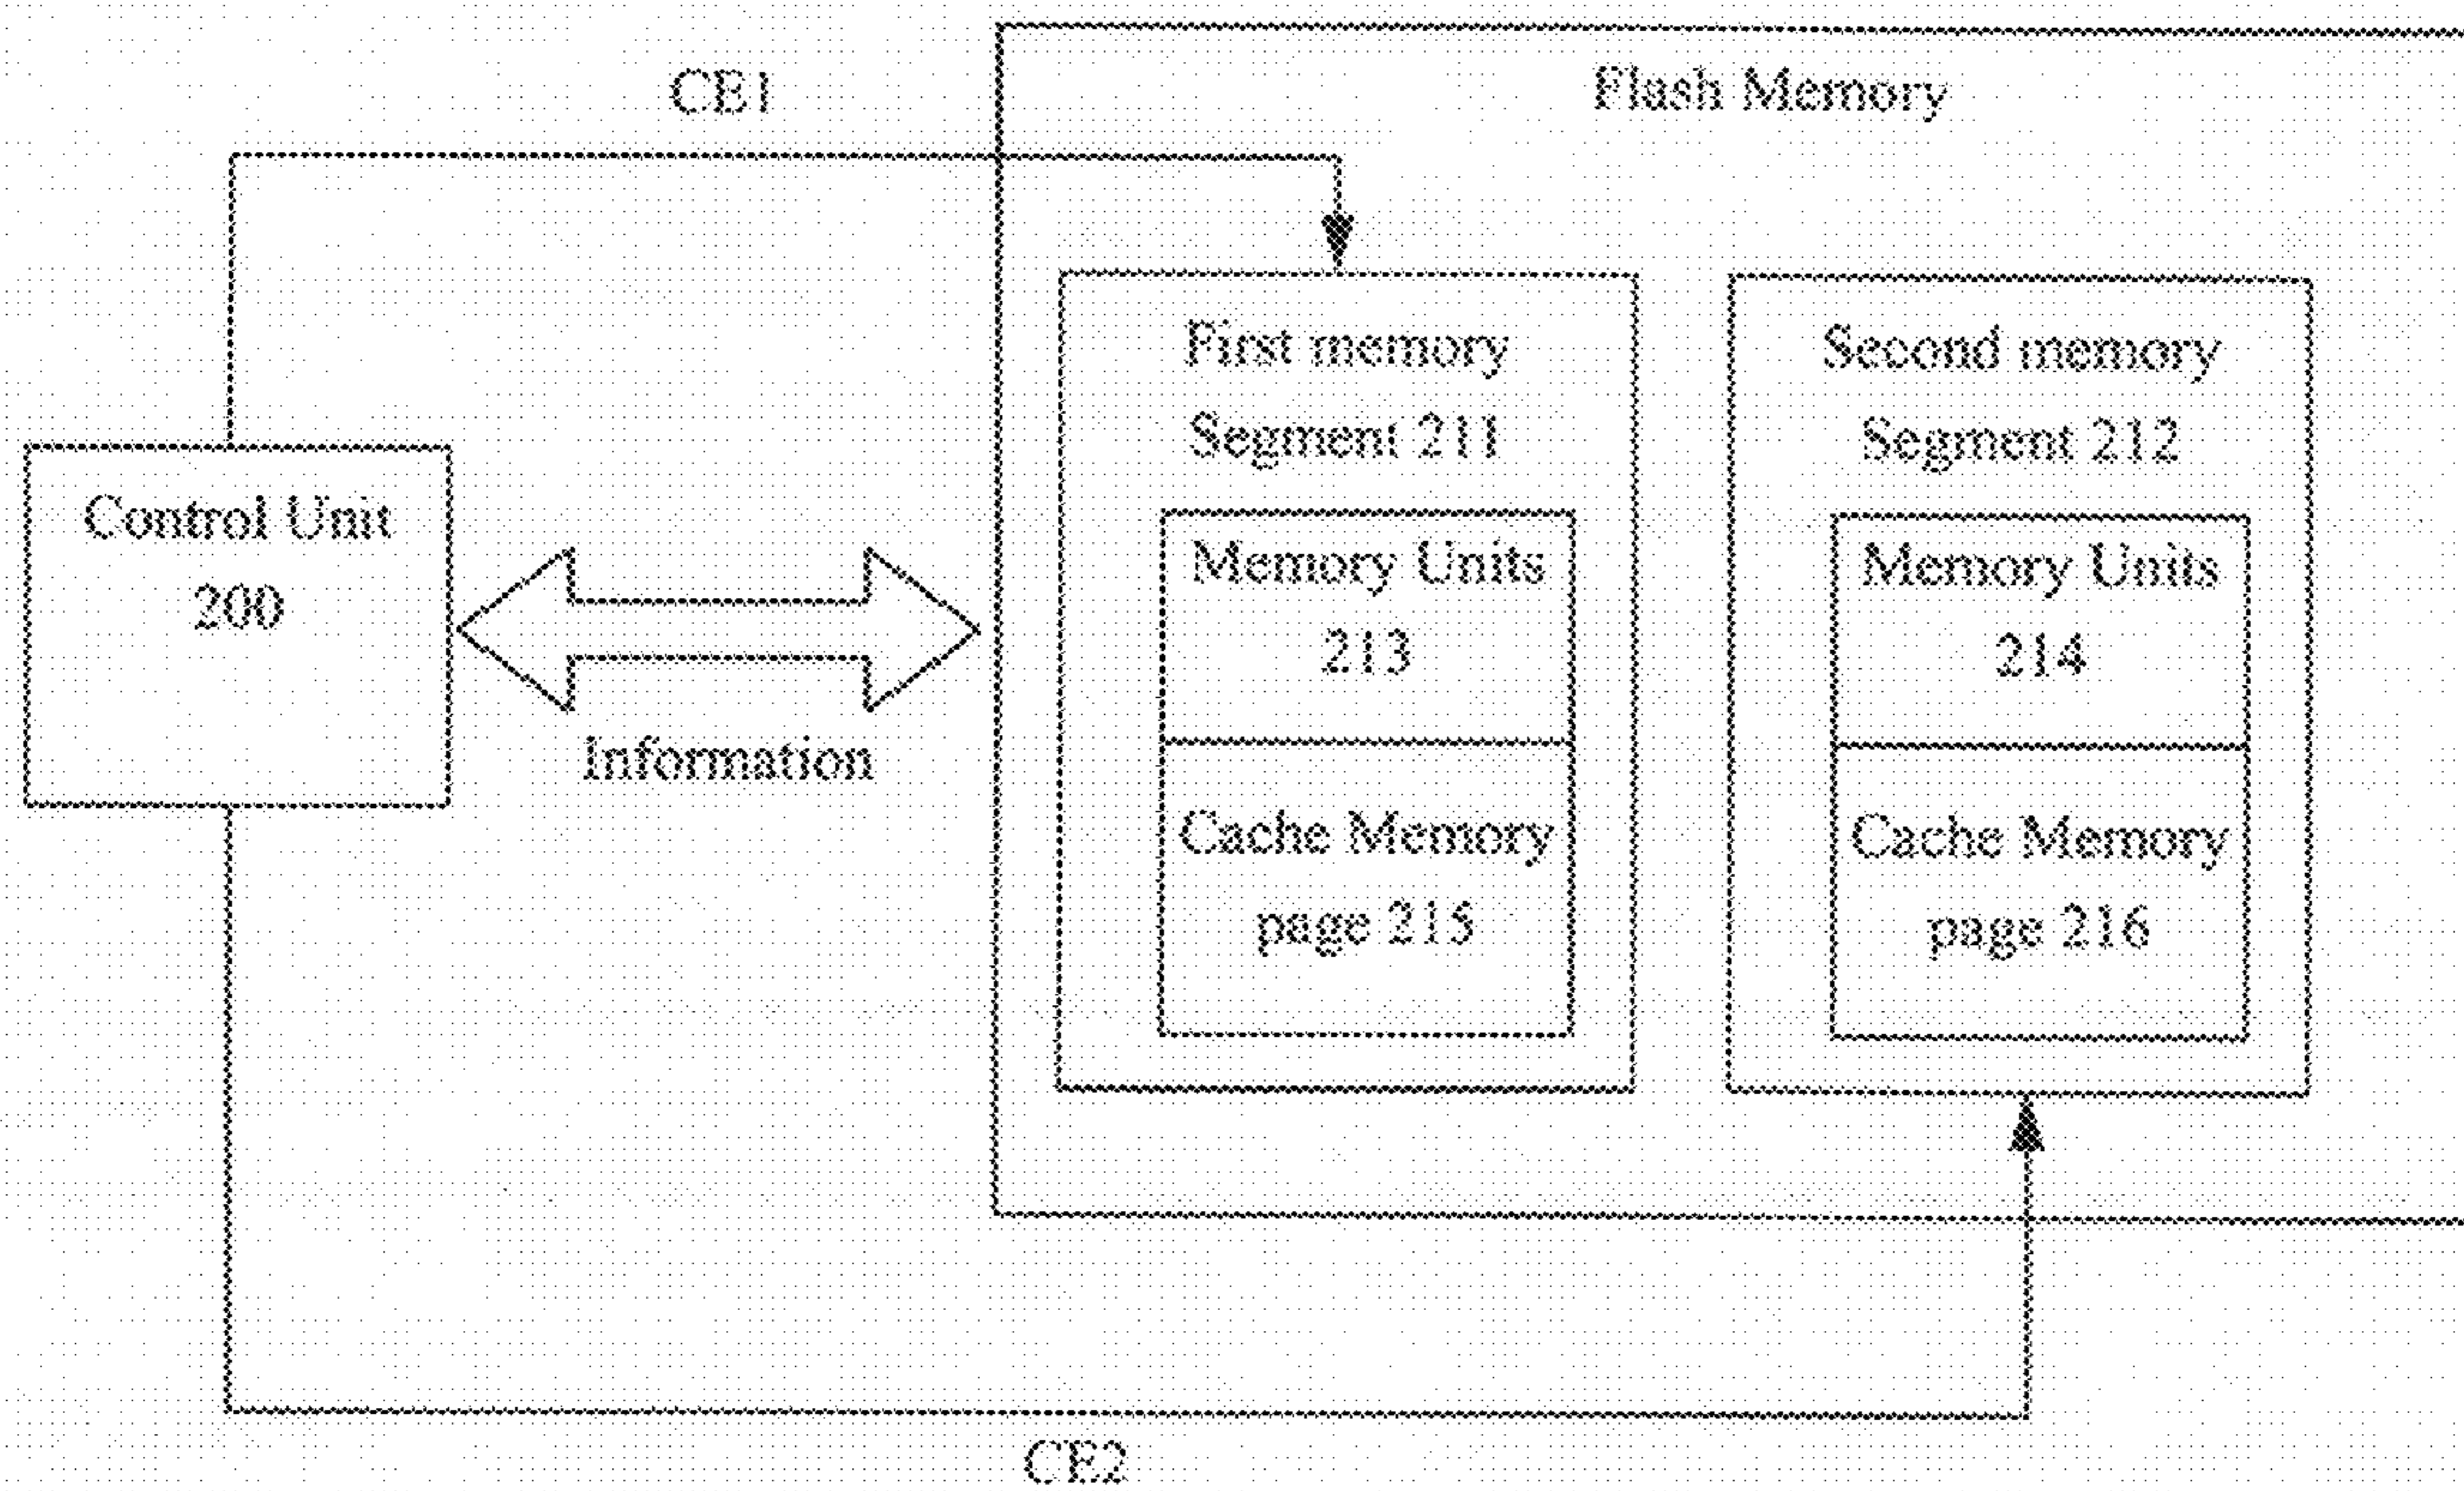 CE1
Flash Memory
First memory
Segment 211
Second memory
Segment 212
Control Unit
200
Memory Units
213
Memory Units
214
Information
Cache Memory
page 215
Cache Memory
page 216
CE2